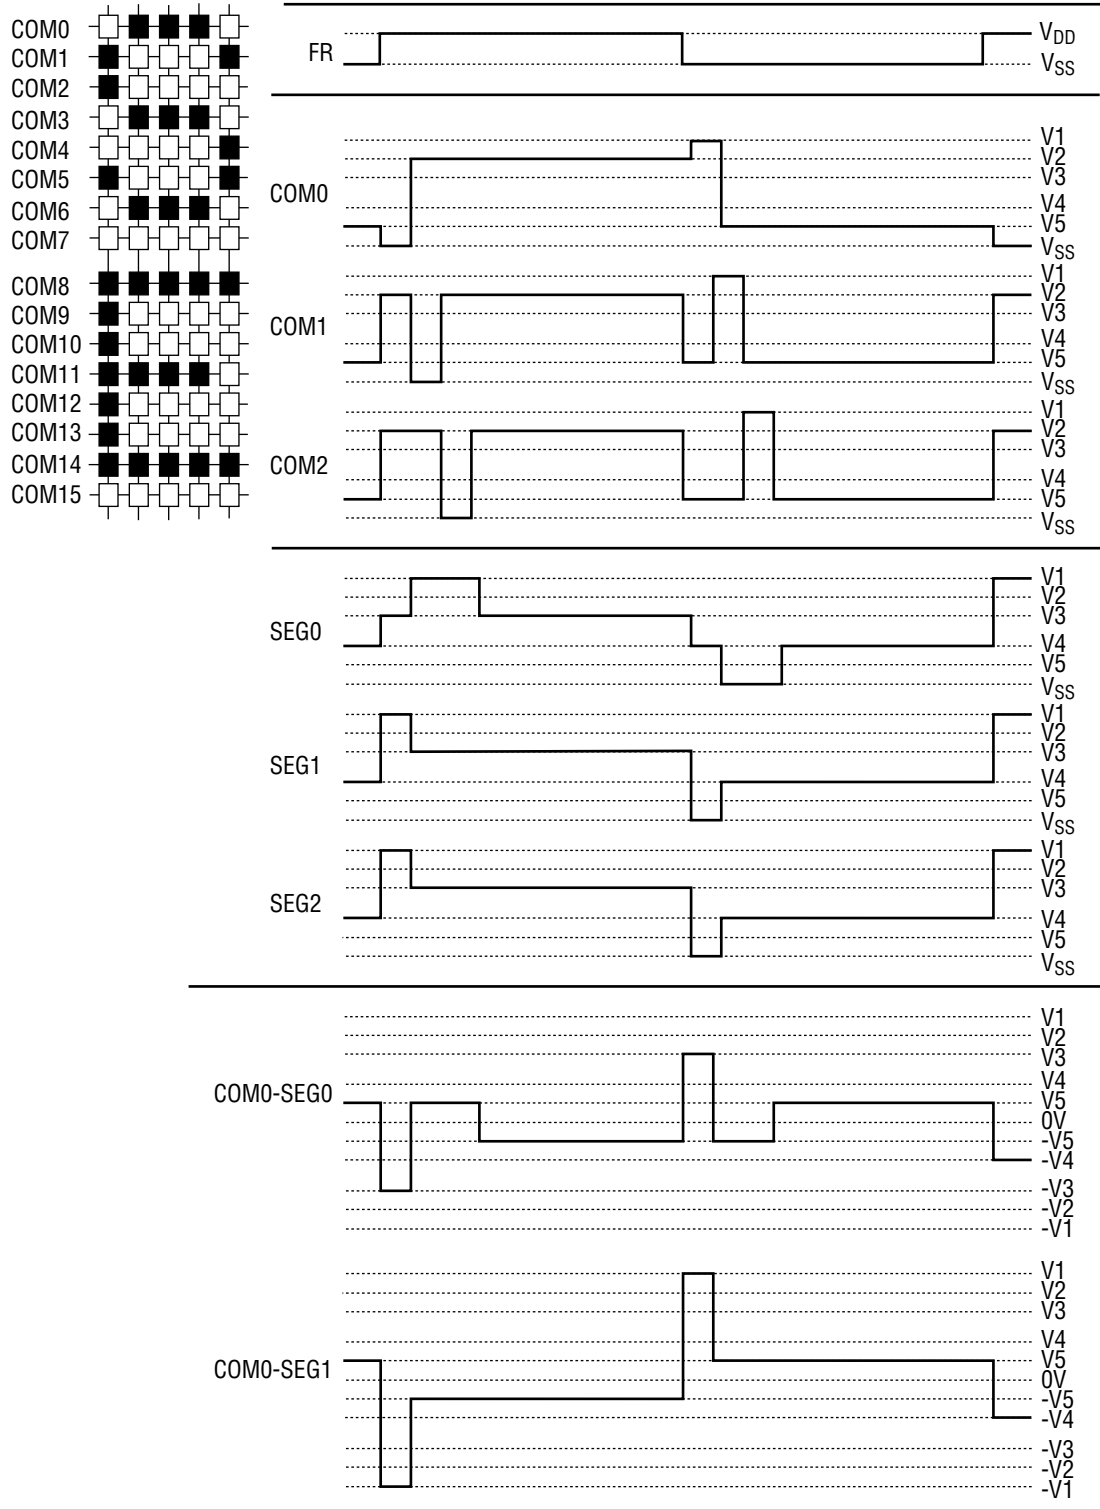 COM0
COM1
COM2
COM3
COM4
COM5
COM6
COM7
COM8
COM9
COM10
COM11
COM12
COM13
COM14
COM15
FR
VDD
VSS
COM0
V1
V2
V3
V4
V5
VSS
COM1
V1
V2
V3
V4
V5
VSS
COM2
V1
V2
V3
V4
V5
VSS
SEG0
V1
V2
V3
V4
V5
VSS
SEG1
V1
V2
V3
V4
V5
VSS
SEG2
V1
V2
V3
V4
V5
VSS
COM0-SEG0
V1
V2
V3
V4
V5
0V
-V5
-V4
-V3
-V2
-V1
COM0-SEG1
V1
V2
V3
V4
V5
0V
-V5
-V4
-V3
-V2
-V1